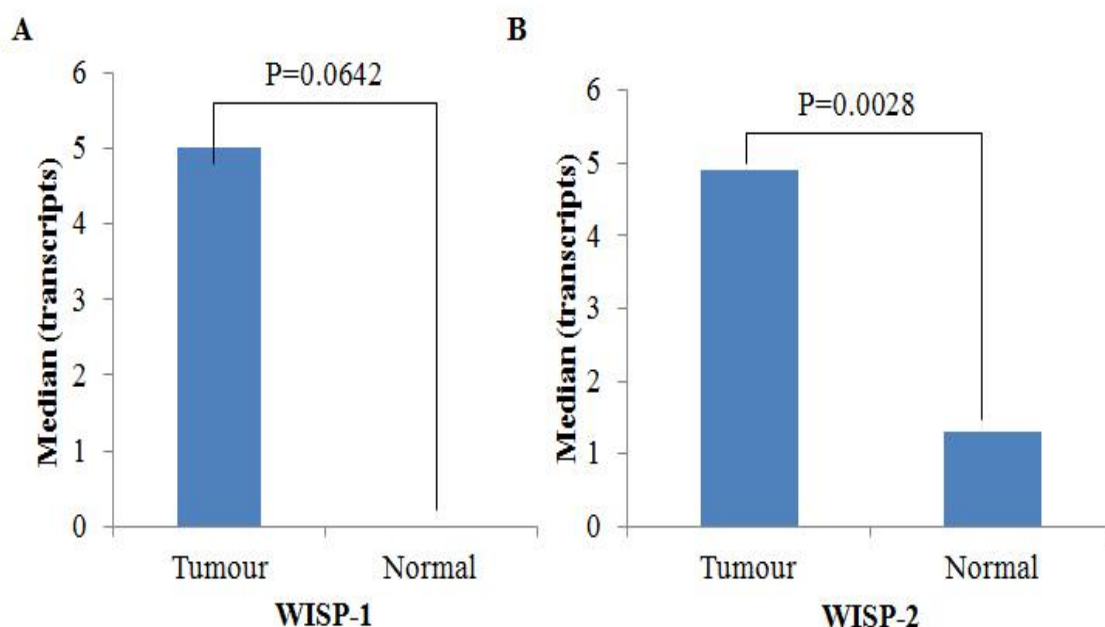 A
P=0.0642
Median (transcripts)
6
5
4
3
2
1
0
Tumour Normal
WISP-1
B
P=0.0028
Median (transcripts)
6
5
4
3
2
1
0
Tumour Normal
WISP-2